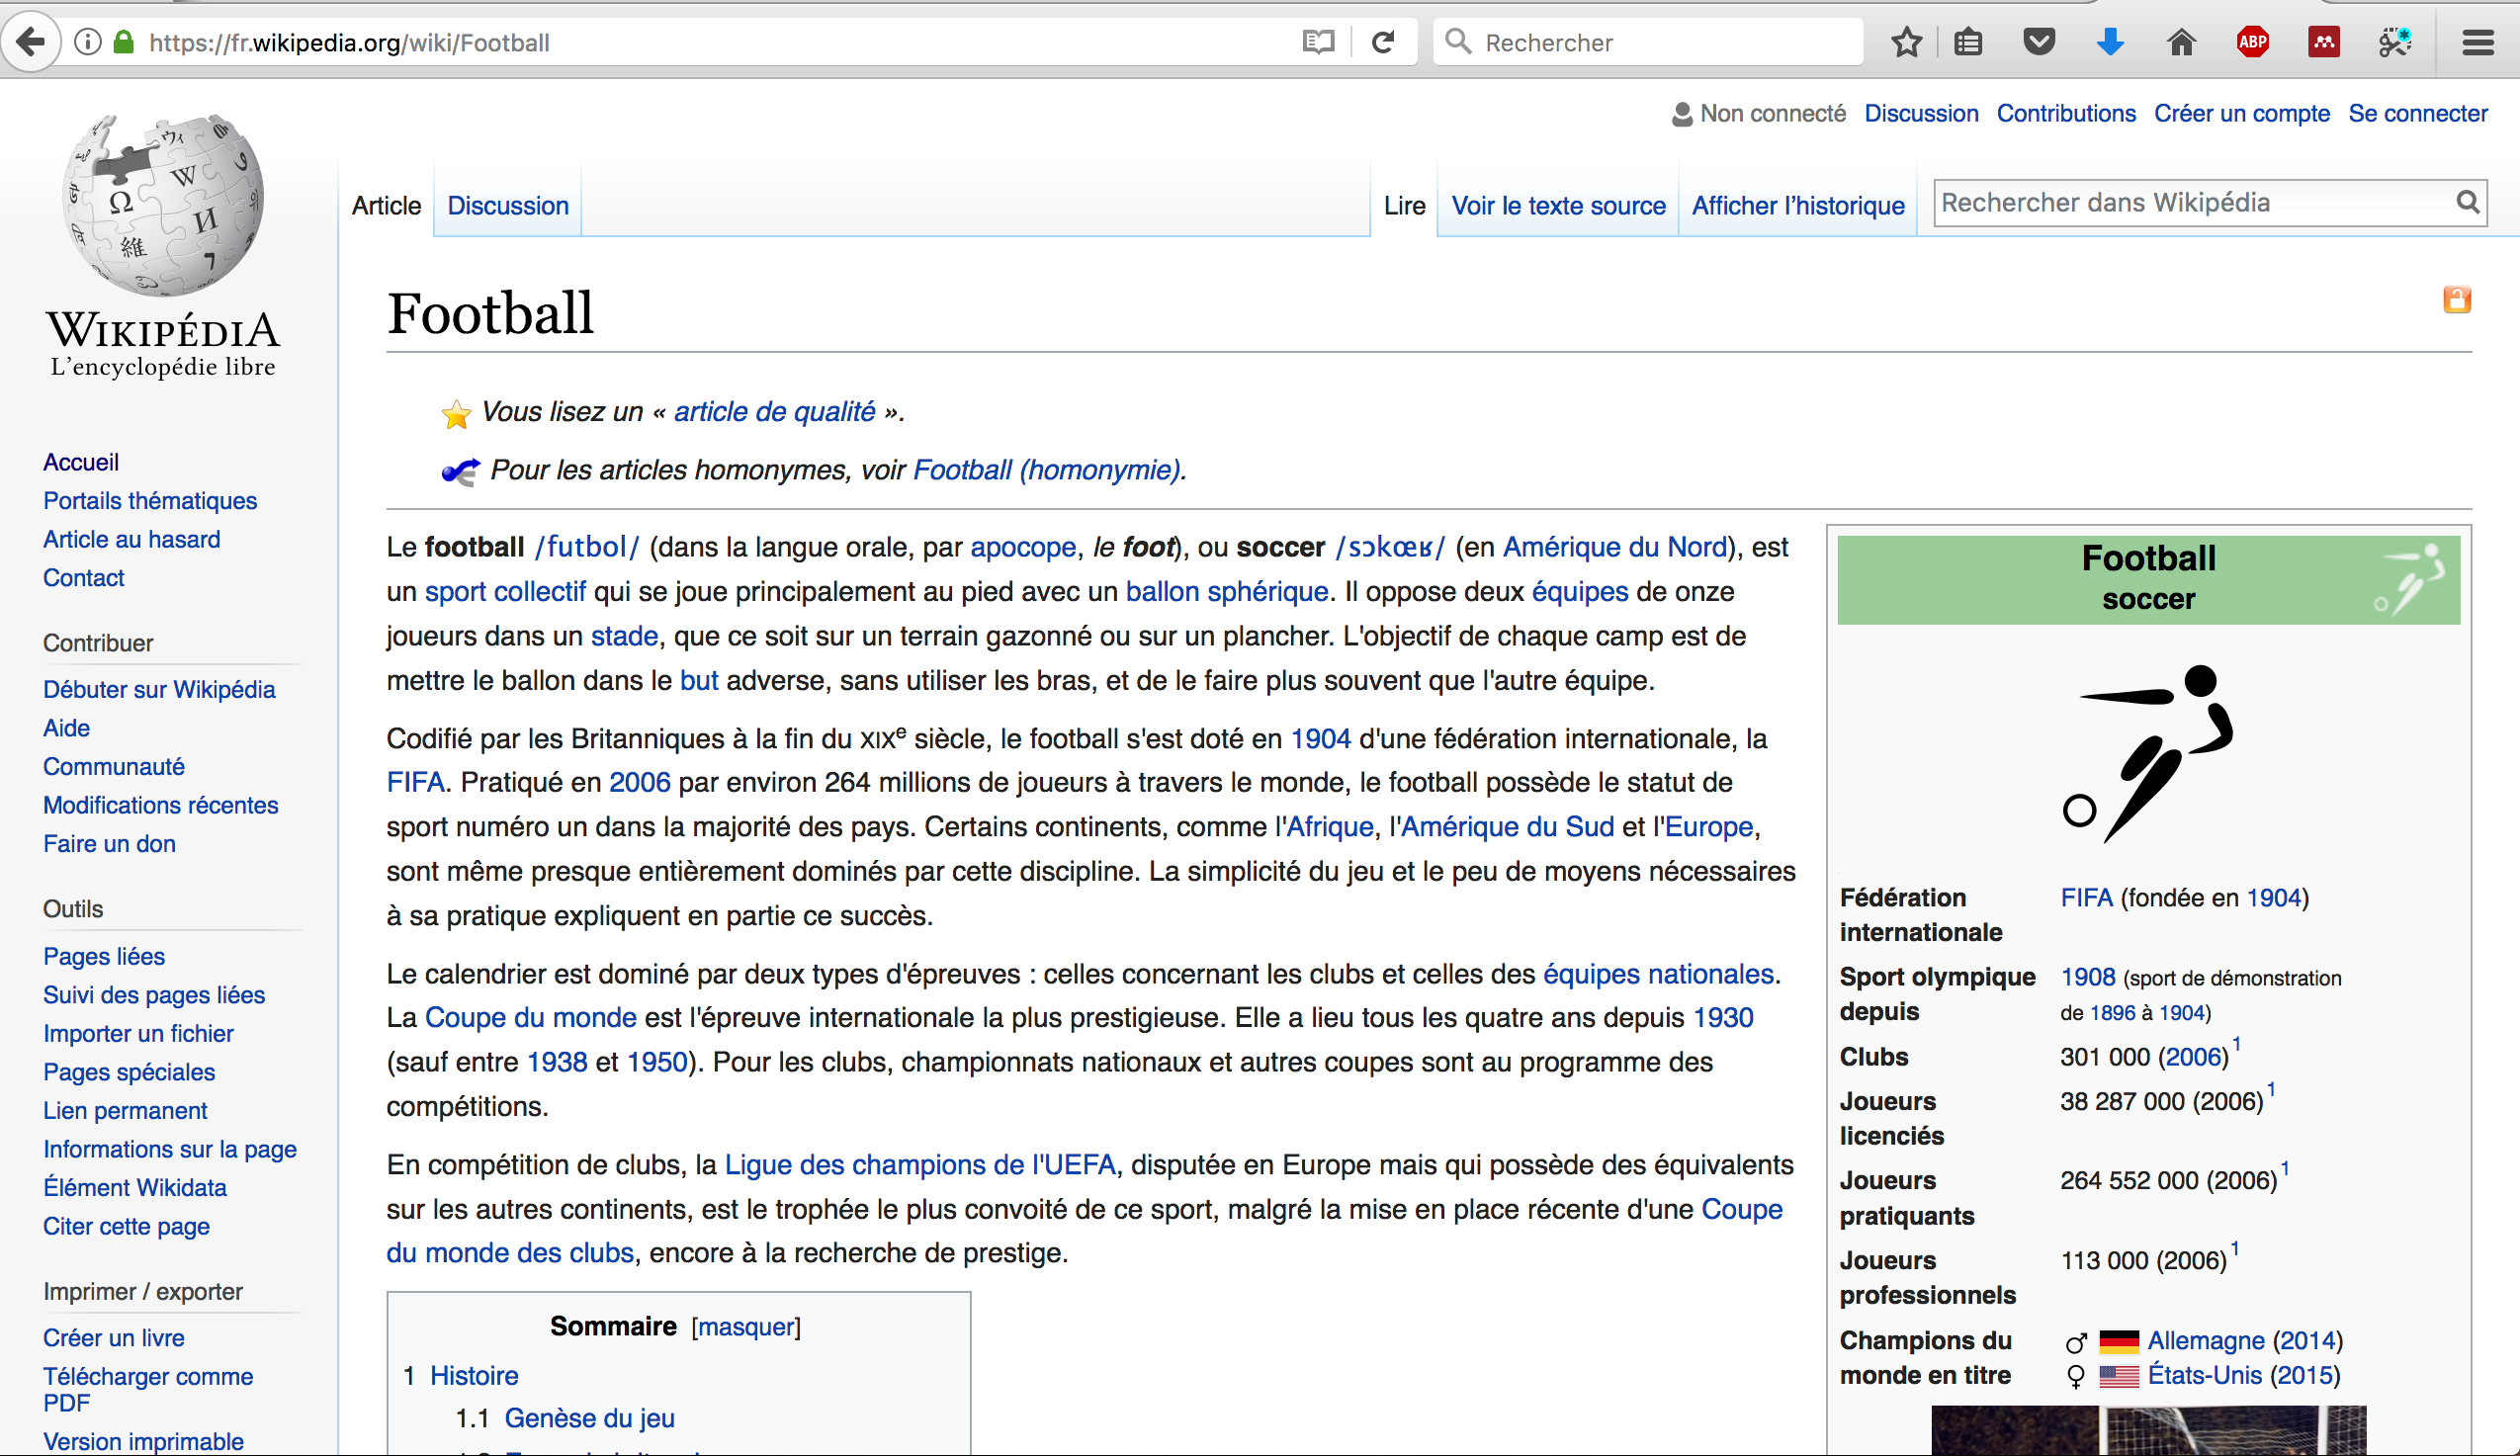 https://fr.wikipedia.org/wiki/Football
Rechercher
ABP
Non connecté Discussion Contributions Créer un compte Se connecter
Article Discussion
Lire Voir le texte source Afficher l'historique
Rechercher dans Wikipédia
WIKIPÉDIA
L'encyclopédie libre
Accueil
Portails thématiques
Article au hasard
Contact
Contribuer
Débuter sur Wikipédia
Aide
Communauté
Modifications récentes
Faire un don
Outils
Pages liées
Suivi des pages liées
Importer un fichier
Pages spéciales
Lien permanent
Informations sur la page
Élément Wikidata
Citer cette page
Imprimer / exporter
Créer un livre
Télécharger comme
PDF
Version imprimable
Football
Vous lisez un « article de qualité ».
Pour les articles homonymes, voir Football (homonymie).
Le football /futbol/ (dans la langue orale, par apocope, le foot), ou soccer /sɔkœʁ/ (en Amérique du Nord), est
un sport collectif qui se joue principalement au pied avec un ballon sphérique. Il oppose deux équipes de onze
joueurs dans un stade, que ce soit sur un terrain gazonné ou sur un plancher. L'objectif de chaque camp est de
mettre le ballon dans le but adverse, sans utiliser les bras, et de le faire plus souvent que l'autre équipe.
Codifié par les Britanniques à la fin du XIXe siècle, le football s'est doté en 1904 d'une fédération internationale, la
FIFA. Pratiqué en 2006 par environ 264 millions de joueurs à travers le monde, le football possède le statut de
sport numéro un dans la majorité des pays. Certains continents, comme l'Afrique, l'Amérique du Sud et l'Europe,
sont même presque entièrement dominés par cette discipline. La simplicité du jeu et le peu de moyens nécessaires
à sa pratique expliquent en partie ce succès.
Le calendrier est dominé par deux types d'épreuves : celles concernant les clubs et celles des équipes nationales.
La Coupe du monde est l'épreuve internationale la plus prestigieuse. Elle a lieu tous les quatre ans depuis 1930
(sauf entre 1938 et 1950). Pour les clubs, championnats nationaux et autres coupes sont au programme des
compétitions.
En compétition de clubs, la Ligue des champions de l'UEFA, disputée en Europe mais qui possède des équivalents
sur les autres continents, est le trophée le plus convoité de ce sport, malgré la mise en place récente d'une Coupe
du monde des clubs, encore à la recherche de prestige.
Sommaire [masquer]
1 Histoire
1.1 Genèse du jeu
Football
soccer
Fédération FIFA (fondée en 1904)
internationale
Sport olympique 1908 (sport de démonstration
depuis de 1896 à 1904)
Clubs 301 000 (2006)1
Joueurs 38 287 000 (2006)1
licenciés
Joueurs 264 552 000 (2006)1
pratiquants
Joueurs 113 000 (2006)1
professionnels
Champions du ♂ Allemagne (2014)
monde en titre ♀ États-Unis (2015)